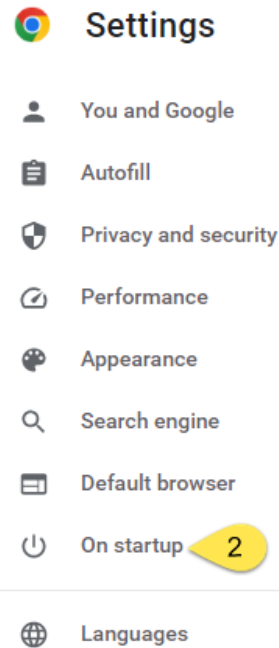 Settings
You and Google
Autofill
Privacy and security
Performance
Appearance
Search engine
Default browser
On startup 2
Languages